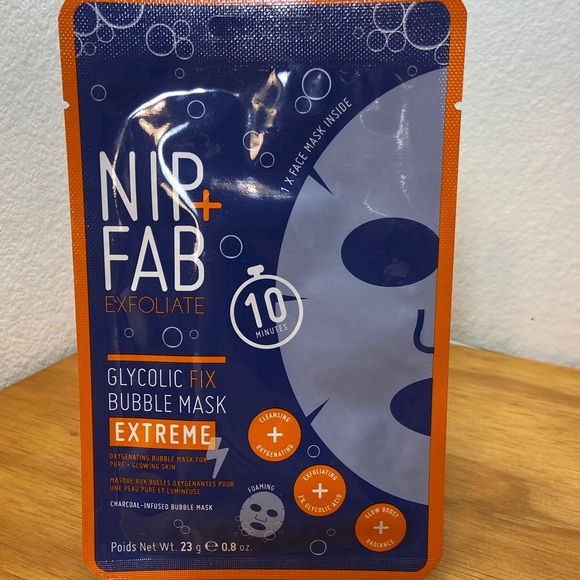 1 X FACE MASK INSIDE
NIP+
FAB
EXFOLIATE
10
MINUTES
GLYCOLIC FIX
BUBBLE MASK
EXTREME
OXYGENATING BUBBLE MASK FOR
PURE + GLOWING SKIN
MASQUE AUX BULLES OXYGÉNANTES POUR
UNE PEAU PURE ET LUMINEUSE
CHARCOAL-INFUSED BUBBLE MASK
CLEANSING
+
OXYGENATING
EXFOLIATING
+
2% GLYCOLIC ACID
GLOW BOOST
+
RADIANCE
FOAMING
Poids Net Wt. 23 g ℮ 0.8 oz.